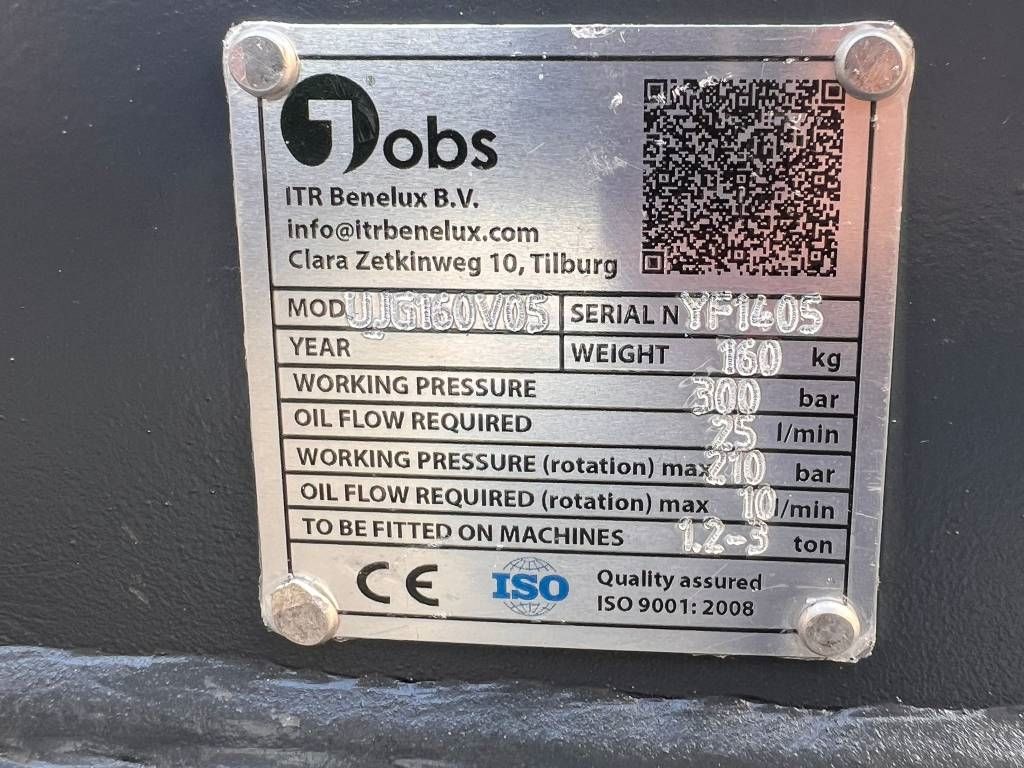 Jobs ®
ITR Benelux B.V.
info@itrbenelux.com
Clara Zetkinweg 10, Tilburg
MOD UJG160V05 SERIAL N YF1405
YEAR WEIGHT 160 kg
WORKING PRESSURE 300 bar
OIL FLOW REQUIRED 25 l/min
WORKING PRESSURE (rotation) max 210 bar
OIL FLOW REQUIRED (rotation) max 10 l/min
TO BE FITTED ON MACHINES 1.2-3 ton
CE ISO Quality assured
ISO 9001: 2008